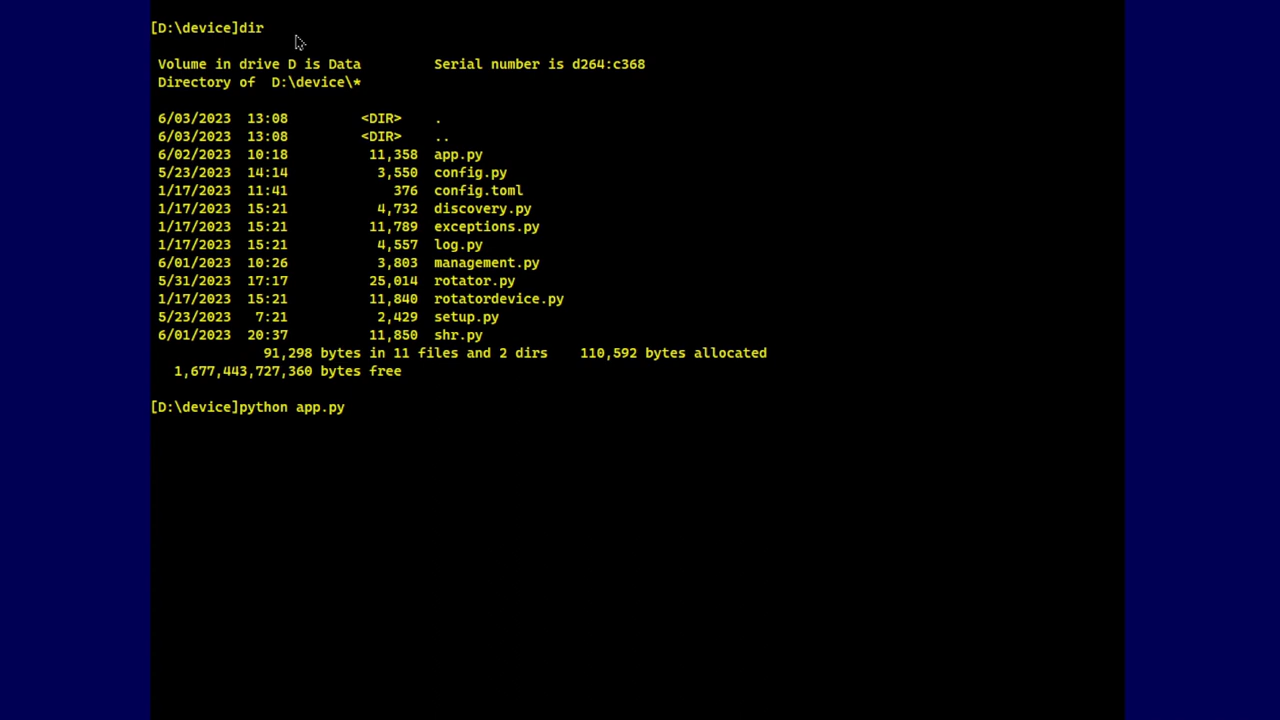 [D:\device]dir
Volume in drive D is Data         Serial number is d264:c368
Directory of  D:\device\*
6/03/2023  13:08         <DIR>    .
6/03/2023  13:08         <DIR>    ..
6/02/2023  10:18          11,358  app.py
5/23/2023  14:14           3,550  config.py
1/17/2023  11:41             376  config.toml
1/17/2023  15:21           4,732  discovery.py
1/17/2023  15:21          11,789  exceptions.py
1/17/2023  15:21           4,557  log.py
6/01/2023  10:26           3,803  management.py
5/31/2023  17:17          25,014  rotator.py
1/17/2023  15:21          11,840  rotatordevice.py
5/23/2023   7:21           2,429  setup.py
6/01/2023  20:37          11,850  shr.py
91,298 bytes in 11 files and 2 dirs    110,592 bytes allocated
1,677,443,727,360 bytes free
[D:\device]python app.py